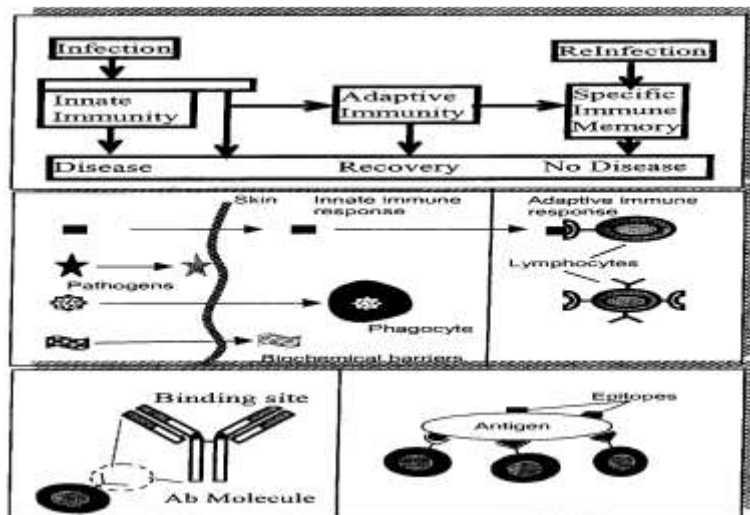 Infection
ReInfection
Innate
Immunity
Adaptive
Immunity
Specific
Immune
Memory
Disease
Recovery
No Disease
Skin
Innate immune
response
Adaptive immune
response
Lymphocytes
Pathogens
Phagocyte
Biochemical barriers
Binding site
Ab Molecule
Epitopes
Antigen